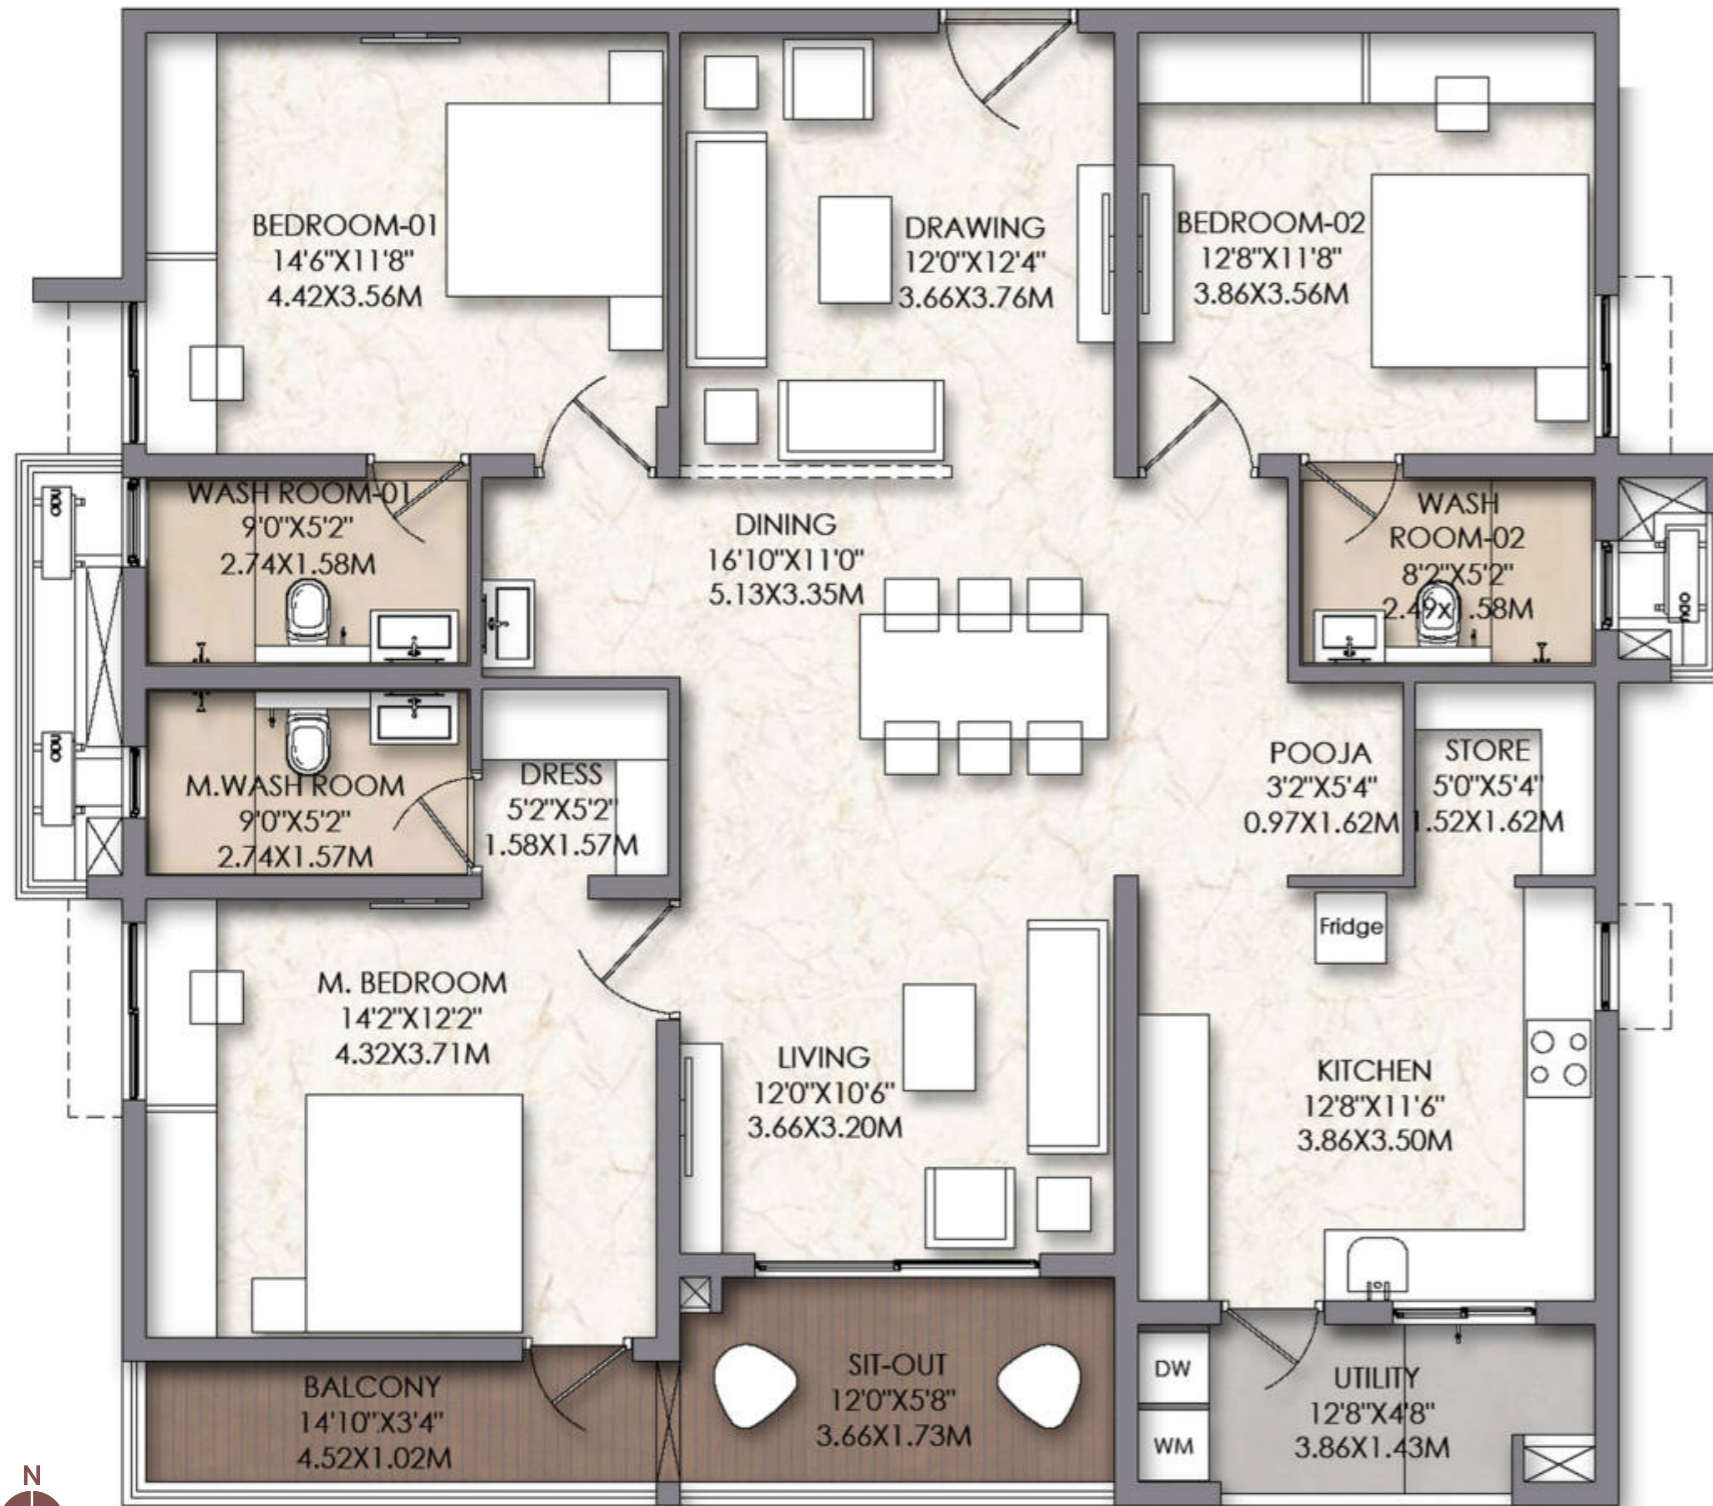 BEDROOM-01
14'6"X11'8"
4.42X3.56M
DRAWING
12'0"X12'4"
3.66X3.76M
BEDROOM-02
12'8"X11'8"
3.86X3.56M
WASH ROOM-01
9'0"X5'2"
2.74X1.58M
DINING
16'10"X11'0"
5.13X3.35M
WASH
ROOM-02
8'2"X5'2"
2.49x1.58M
ODU
ODU
ODU
M.WASH ROOM
9'0"X5'2"
2.74X1.57M
DRESS
5'2"X5'2"
1.58X1.57M
POOJA
3'2"X5'4"
0.97X1.62M
STORE
5'0"X5'4"
1.52X1.62M
Fridge
M. BEDROOM
14'2"X12'2"
4.32X3.71M
LIVING
12'0"X10'6"
3.66X3.20M
KITCHEN
12'8"X11'6"
3.86X3.50M
BALCONY
14'10"X3'4"
4.52X1.02M
SIT-OUT
12'0"X5'8"
3.66X1.73M
DW
WM
UTILITY
12'8"X4'8"
3.86X1.43M
N